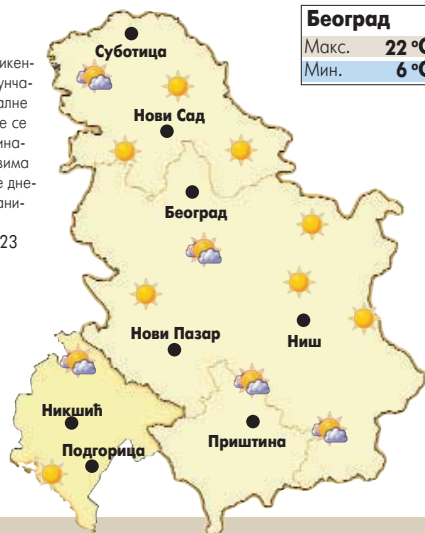 Београд
Макс. 22 °C
Мин. 6 °C
Суботица
Нови Сад
Београд
Нови Пазар
Ниш
Никшић
Приштина
Подгорица
23